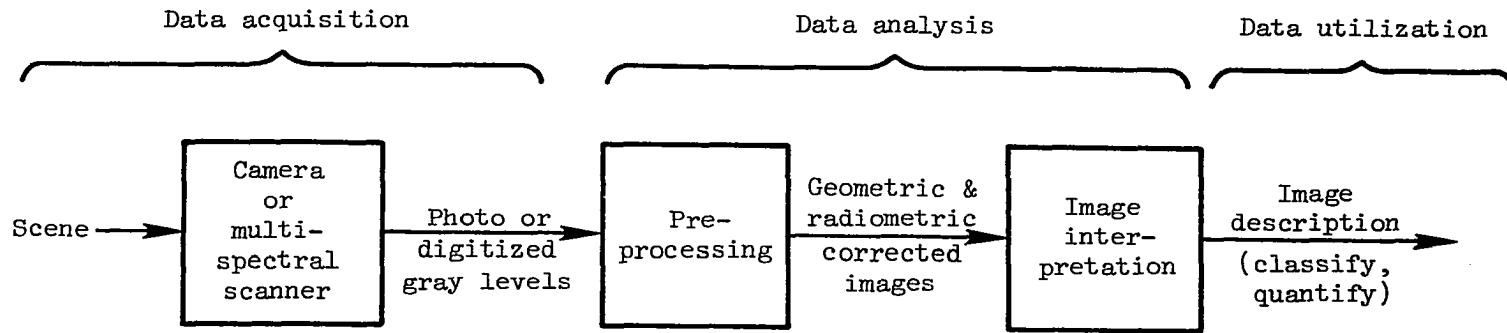 Data acquisition
Data analysis
Data utilization
Scene
Camera
or
multi-
spectral
scanner
Photo or
digitized
gray levels
Pre-
processing
Geometric &
radiometric
corrected
images
Image
inter-
pretation
Image
description
(classify,
quantify)